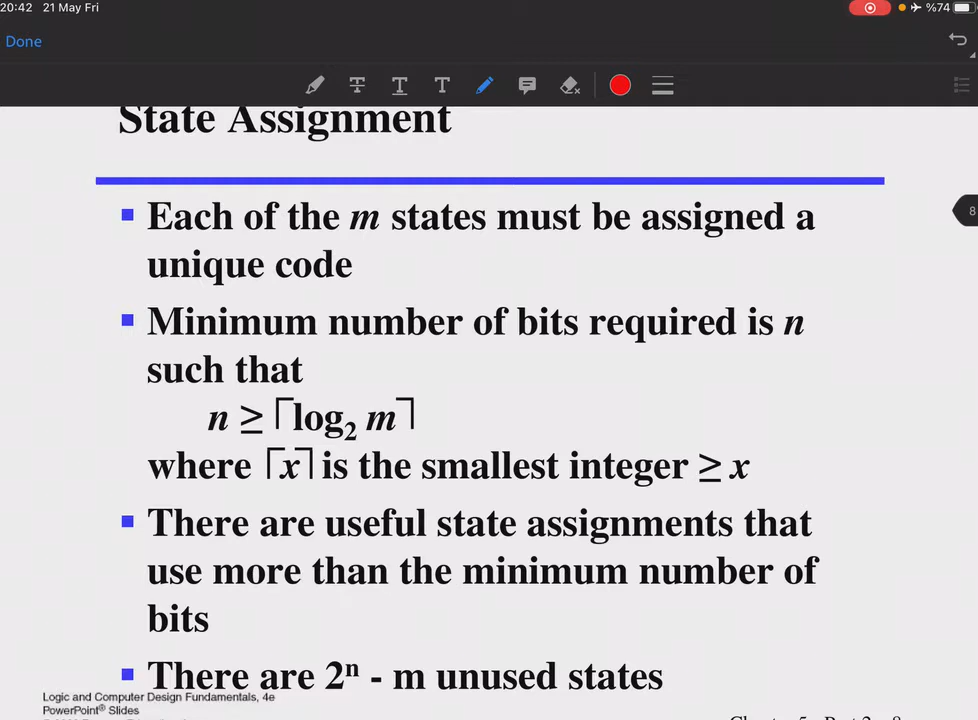 20:42 21 May Fri %74
Done
T T T
State Assignment
8
Each of the m states must be assigned a
unique code
Minimum number of bits required is n
such that
n ≥ ⌈log₂ m⌉
where ⌈x⌉ is the smallest integer ≥ x
There are useful state assignments that
use more than the minimum number of
bits
There are 2ⁿ - m unused states
Logic and Computer Design Fundamentals, 4e
PowerPoint® Slides